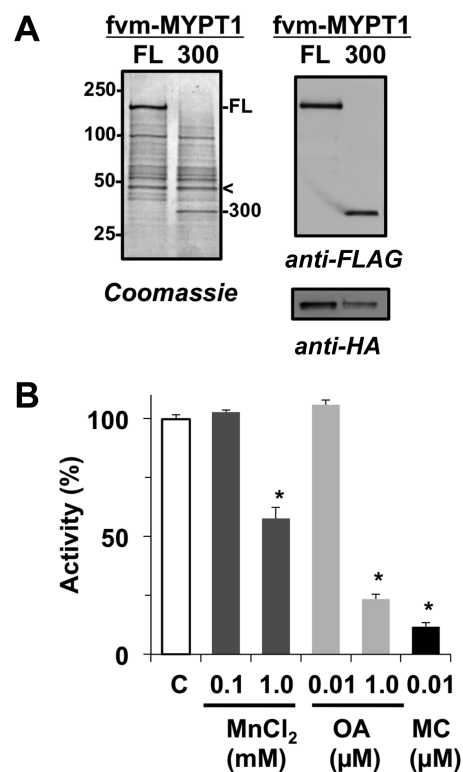 A
fvm-MYPT1 fvm-MYPT1
FL 300 FL 300
250
-FL
100
50
<
-300
25
anti-FLAG
Coomassie
anti-HA
B
Activity (%)
100
50
0
*
*
*
C 0.1 1.0 0.01 1.0 0.01
MnCl₂ OA MC
(mM) (µM) (µM)